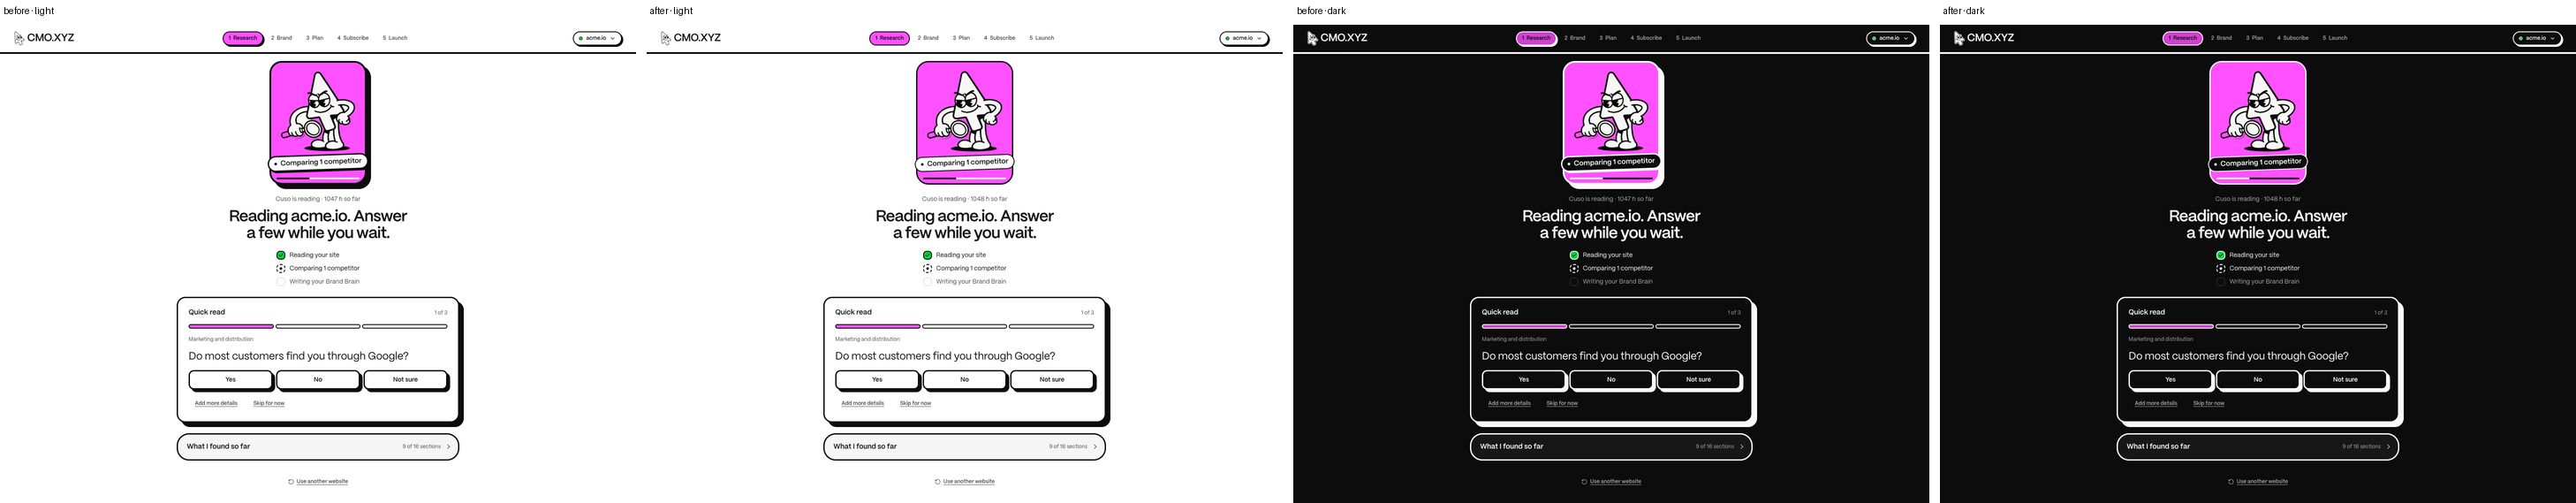 before · light
CMO.XYZ
1 Research 2 Brand 3 Plan 4 Subscribe 5 Launch
acme.io
Comparing 1 competitor
Cuso is reading · 1047 h so far
Reading acme.io. Answer
a few while you wait.
Reading your site
Comparing 1 competitor
Writing your Brand Brain
Quick read 1 of 3
Marketing and distribution
Do most customers find you through Google?
Yes No Not sure
Add more details Skip for now
What I found so far 9 of 16 sections
Use another website
after · light
CMO.XYZ
1 Research 2 Brand 3 Plan 4 Subscribe 5 Launch
acme.io
Comparing 1 competitor
Cuso is reading · 1048 h so far
Reading acme.io. Answer
a few while you wait.
Reading your site
Comparing 1 competitor
Writing your Brand Brain
Quick read 1 of 3
Marketing and distribution
Do most customers find you through Google?
Yes No Not sure
Add more details Skip for now
What I found so far 9 of 16 sections
Use another website
before · dark
CMO.XYZ
1 Research 2 Brand 3 Plan 4 Subscribe 5 Launch
acme.io
Comparing 1 competitor
Cuso is reading · 1047 h so far
Reading acme.io. Answer
a few while you wait.
Reading your site
Comparing 1 competitor
Writing your Brand Brain
Quick read 1 of 3
Marketing and distribution
Do most customers find you through Google?
Yes No Not sure
Add more details Skip for now
What I found so far 9 of 16 sections
Use another website
after · dark
CMO.XYZ
1 Research 2 Brand 3 Plan 4 Subscribe 5 Launch
acme.io
Comparing 1 competitor
Cuso is reading · 1048 h so far
Reading acme.io. Answer
a few while you wait.
Reading your site
Comparing 1 competitor
Writing your Brand Brain
Quick read 1 of 3
Marketing and distribution
Do most customers find you through Google?
Yes No Not sure
Add more details Skip for now
What I found so far 9 of 16 sections
Use another website